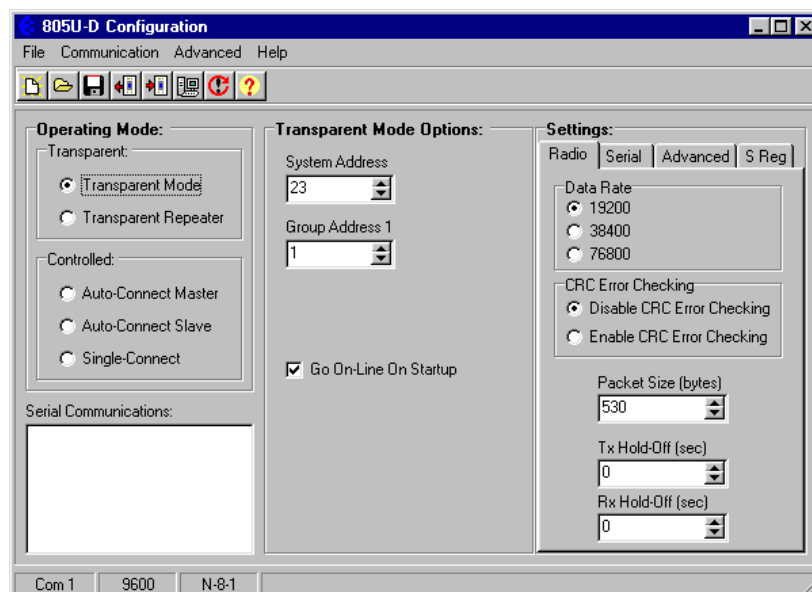 805U-D Configuration
File Communication Advanced Help
Operating Mode:
Transparent:
Transparent Mode
Transparent Repeater
Controlled:
Auto-Connect Master
Auto-Connect Slave
Single-Connect
Serial Communications:
Transparent Mode Options:
System Address
23
Group Address 1
1
Go On-Line On Startup
Settings:
Radio Serial Advanced S Reg
Data Rate
19200
38400
76800
CRC Error Checking
Disable CRC Error Checking
Enable CRC Error Checking
Packet Size (bytes)
530
Tx Hold-Off (sec)
0
Rx Hold-Off (sec)
0
Com 1 9600 N-8-1